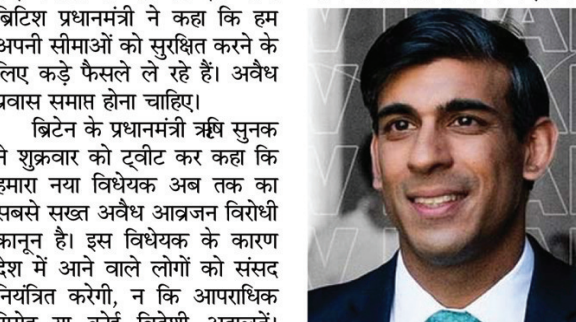 ब्रिटिश प्रधानमंत्री ने कहा कि हम
अपनी सीमाओं को सुरक्षित करने के
लिए कड़े फैसले ले रहे हैं। अवैध
प्रवास समाप्त होना चाहिए।
ब्रिटेन के प्रधानमंत्री ऋषि सुनक
ने शुक्रवार को ट्वीट कर कहा कि
हमारा नया विधेयक अब तक का
सबसे सख्त अवैध आव्रजन विरोधी
कानून है। इस विधेयक के कारण
देश में आने वाले लोगों को संसद
नियंत्रित करेगी, न कि आपराधिक